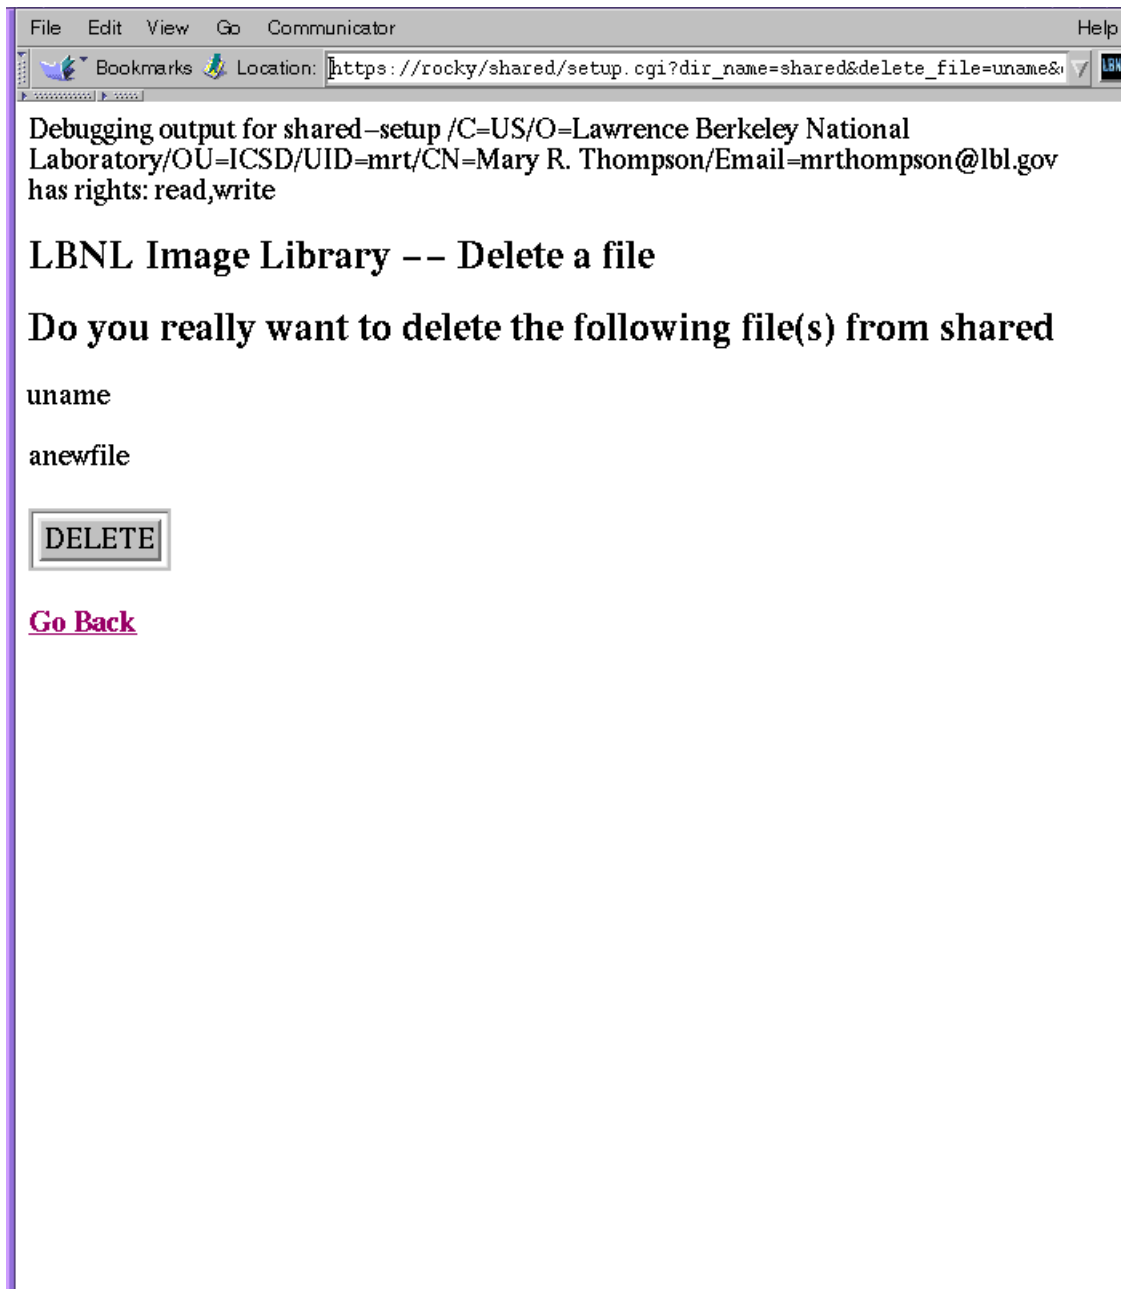 File Edit View Go Communicator Help
Bookmarks Location: https://rocky/shared/setup.cgi?dir_name=shared&delete_file=uname&
Debugging output for shared-setup /C=US/O=Lawrence Berkeley National
Laboratory/OU=ICSD/UID=mrt/CN=Mary R. Thompson/Email=mrthompson@lbl.gov
has rights: read,write
LBNL Image Library -- Delete a file
Do you really want to delete the following file(s) from shared
uname
anewfile
DELETE
Go Back